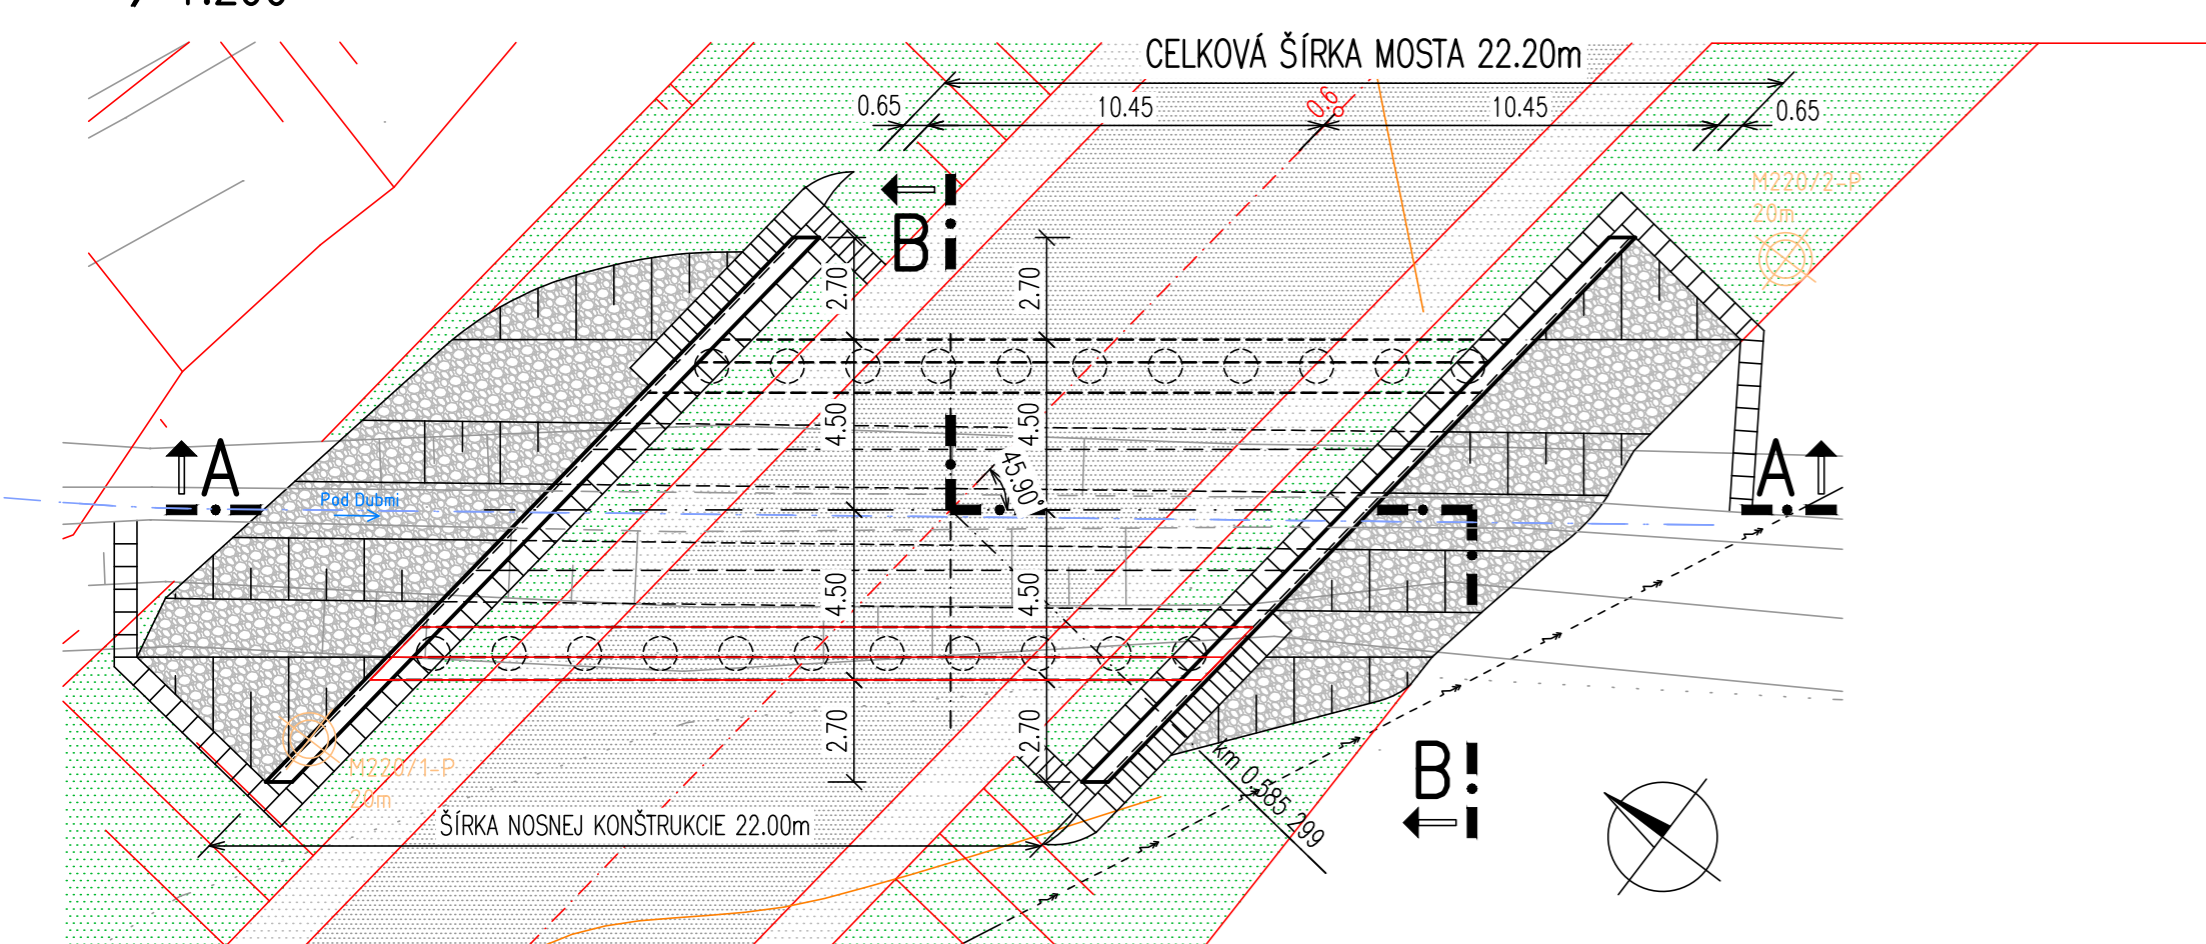 CELKOVÁ ŠÍRKA MOSTA 22.20m
0.65
10.45
0.6
10.45
0.65
M220/2-P
20m
B
2.70
2.70
4.50
4.50
45.90°
A
A
Pod Dubmi
4.50
4.50
2.70
2.70
M220/1-P
20m
B
km 0.585 299
ŠÍRKA NOSNEJ KONŠTRUKCIE 22.00m